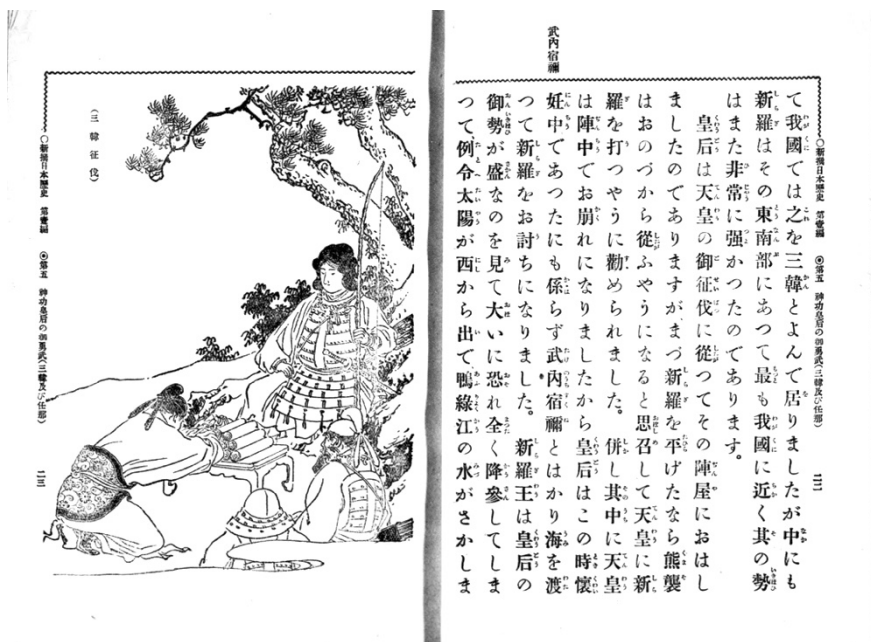 ○新撰日本歷史　第壹編　◎第五　神功皇后の御勇武(三韓及び任那)　二二
て我國では之を三韓とよんで居りましたが中にも
新羅はその東南部にあつて最も我國に近く其の勢
はまた非常に强かつたのであります。
皇后は天皇の御征伐に從つてその陣屋におはし
ましたのでありますがまづ新羅を平げたなら熊襲
はおのづから從ふやうになると思召して天皇に新
羅を打つやうに勸められました。併し其中に天皇
は陣中でお崩れになりましたから皇后はこの時懷
妊中であつたにも係らず武內宿禰とはかり海を渡
つて新羅をお討ちになりました。新羅王は皇后の
御勢が盛なのを見て大いに恐れ全く降參してしま
つて、例令太陽が西から出て、鴨綠江の水がさかしま
武內宿禰
(三韓征伐)
○新撰日本歷史　第壹編　◎第五　神功皇后の御勇武(三韓及び任那)　二三